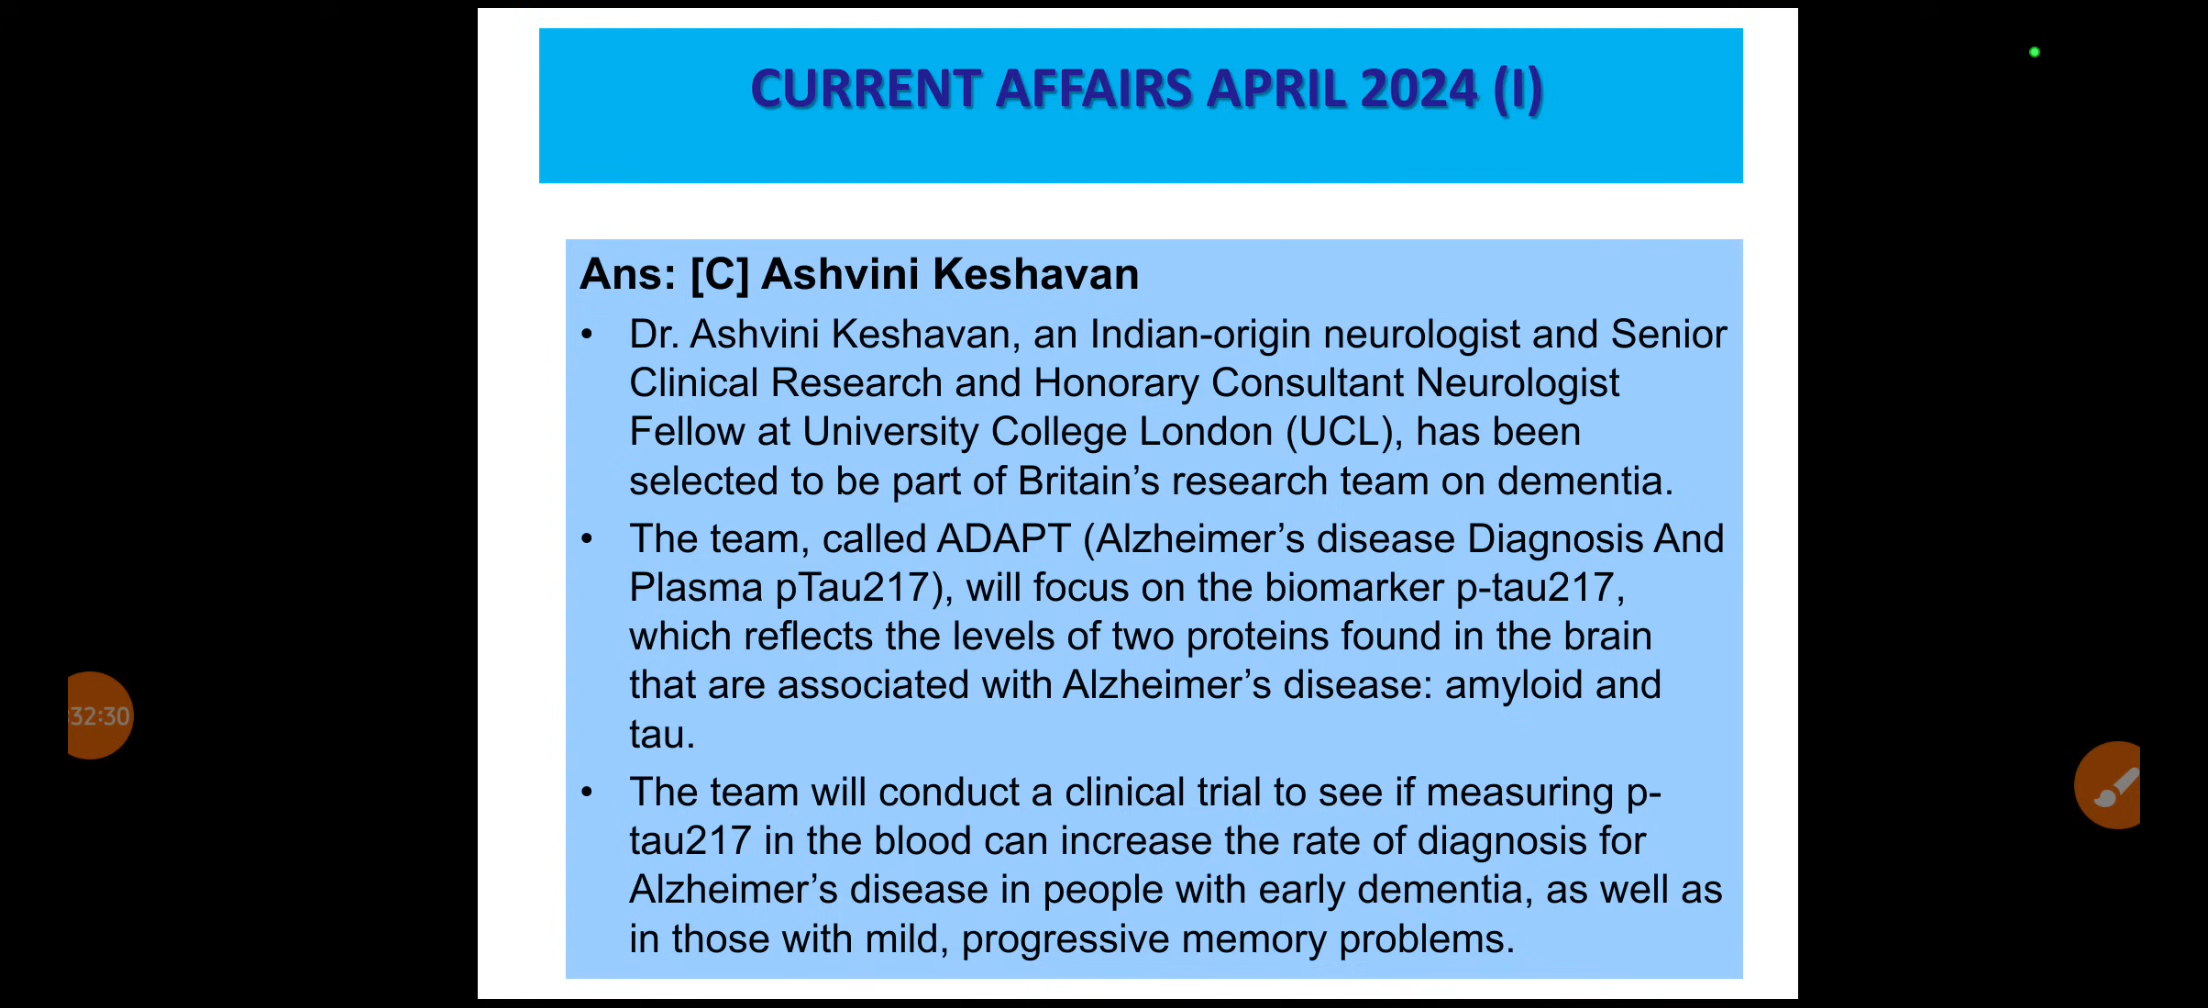 CURRENT AFFAIRS APRIL 2024 (I)
Ans: [C] Ashvini Keshavan
• Dr. Ashvini Keshavan, an Indian-origin neurologist and Senior
Clinical Research and Honorary Consultant Neurologist
Fellow at University College London (UCL), has been
selected to be part of Britain’s research team on dementia.
• The team, called ADAPT (Alzheimer’s disease Diagnosis And
Plasma pTau217), will focus on the biomarker p-tau217,
which reflects the levels of two proteins found in the brain
that are associated with Alzheimer’s disease: amyloid and
tau.
• The team will conduct a clinical trial to see if measuring p-
tau217 in the blood can increase the rate of diagnosis for
Alzheimer’s disease in people with early dementia, as well as
in those with mild, progressive memory problems.
:32:30